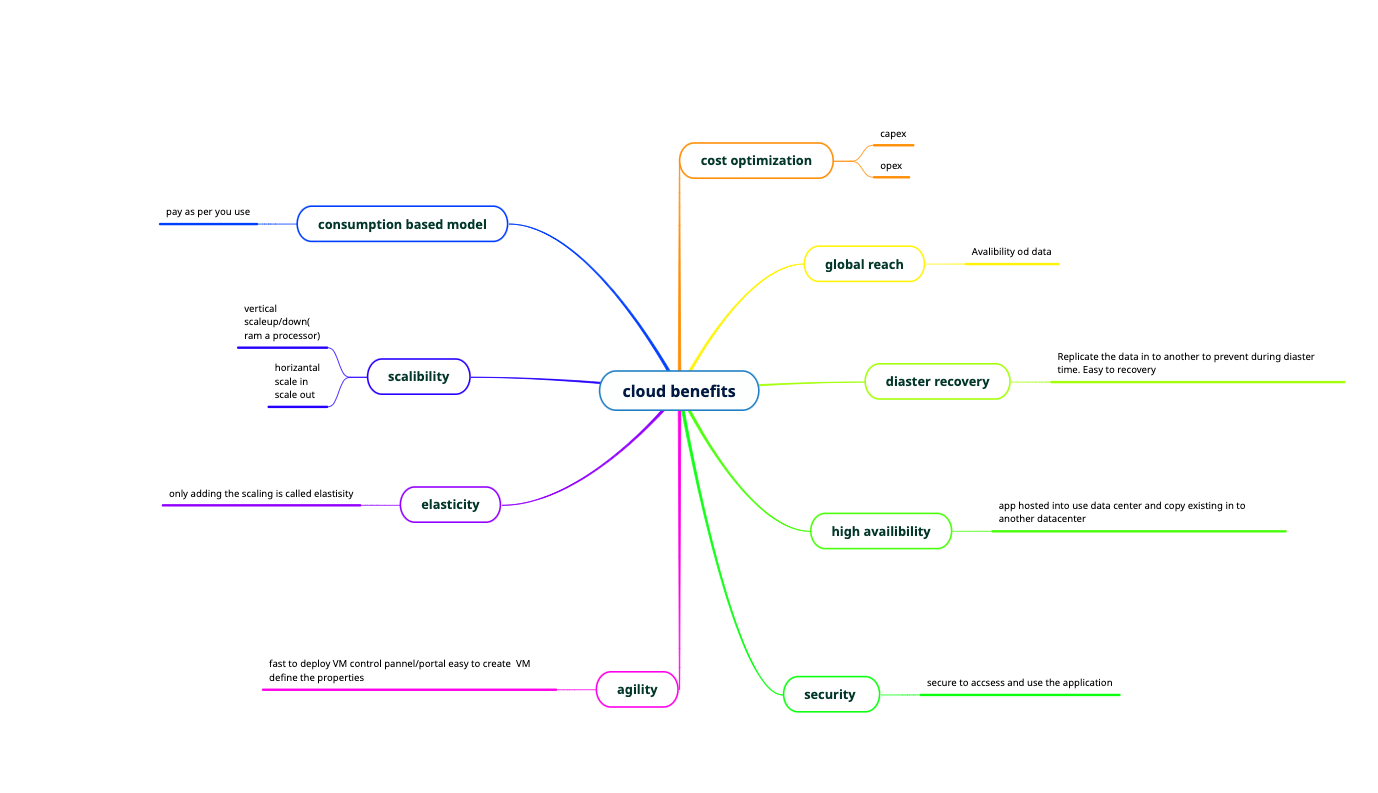 cloud benefits
cost optimization
capex
opex
global reach
Avalibility od data
diaster recovery
Replicate the data in to another to prevent during diaster
time. Easy to recovery
high availibility
app hosted into use data center and copy existing in to
another datacenter
security
secure to accsess and use the application
agility
fast to deploy VM control pannel/portal easy to create  VM
define the properties
elasticity
only adding the scaling is called elastisity
scalibility
vertical
scaleup/down(
ram a processor)
horizantal
scale in
scale out
consumption based model
pay as per you use